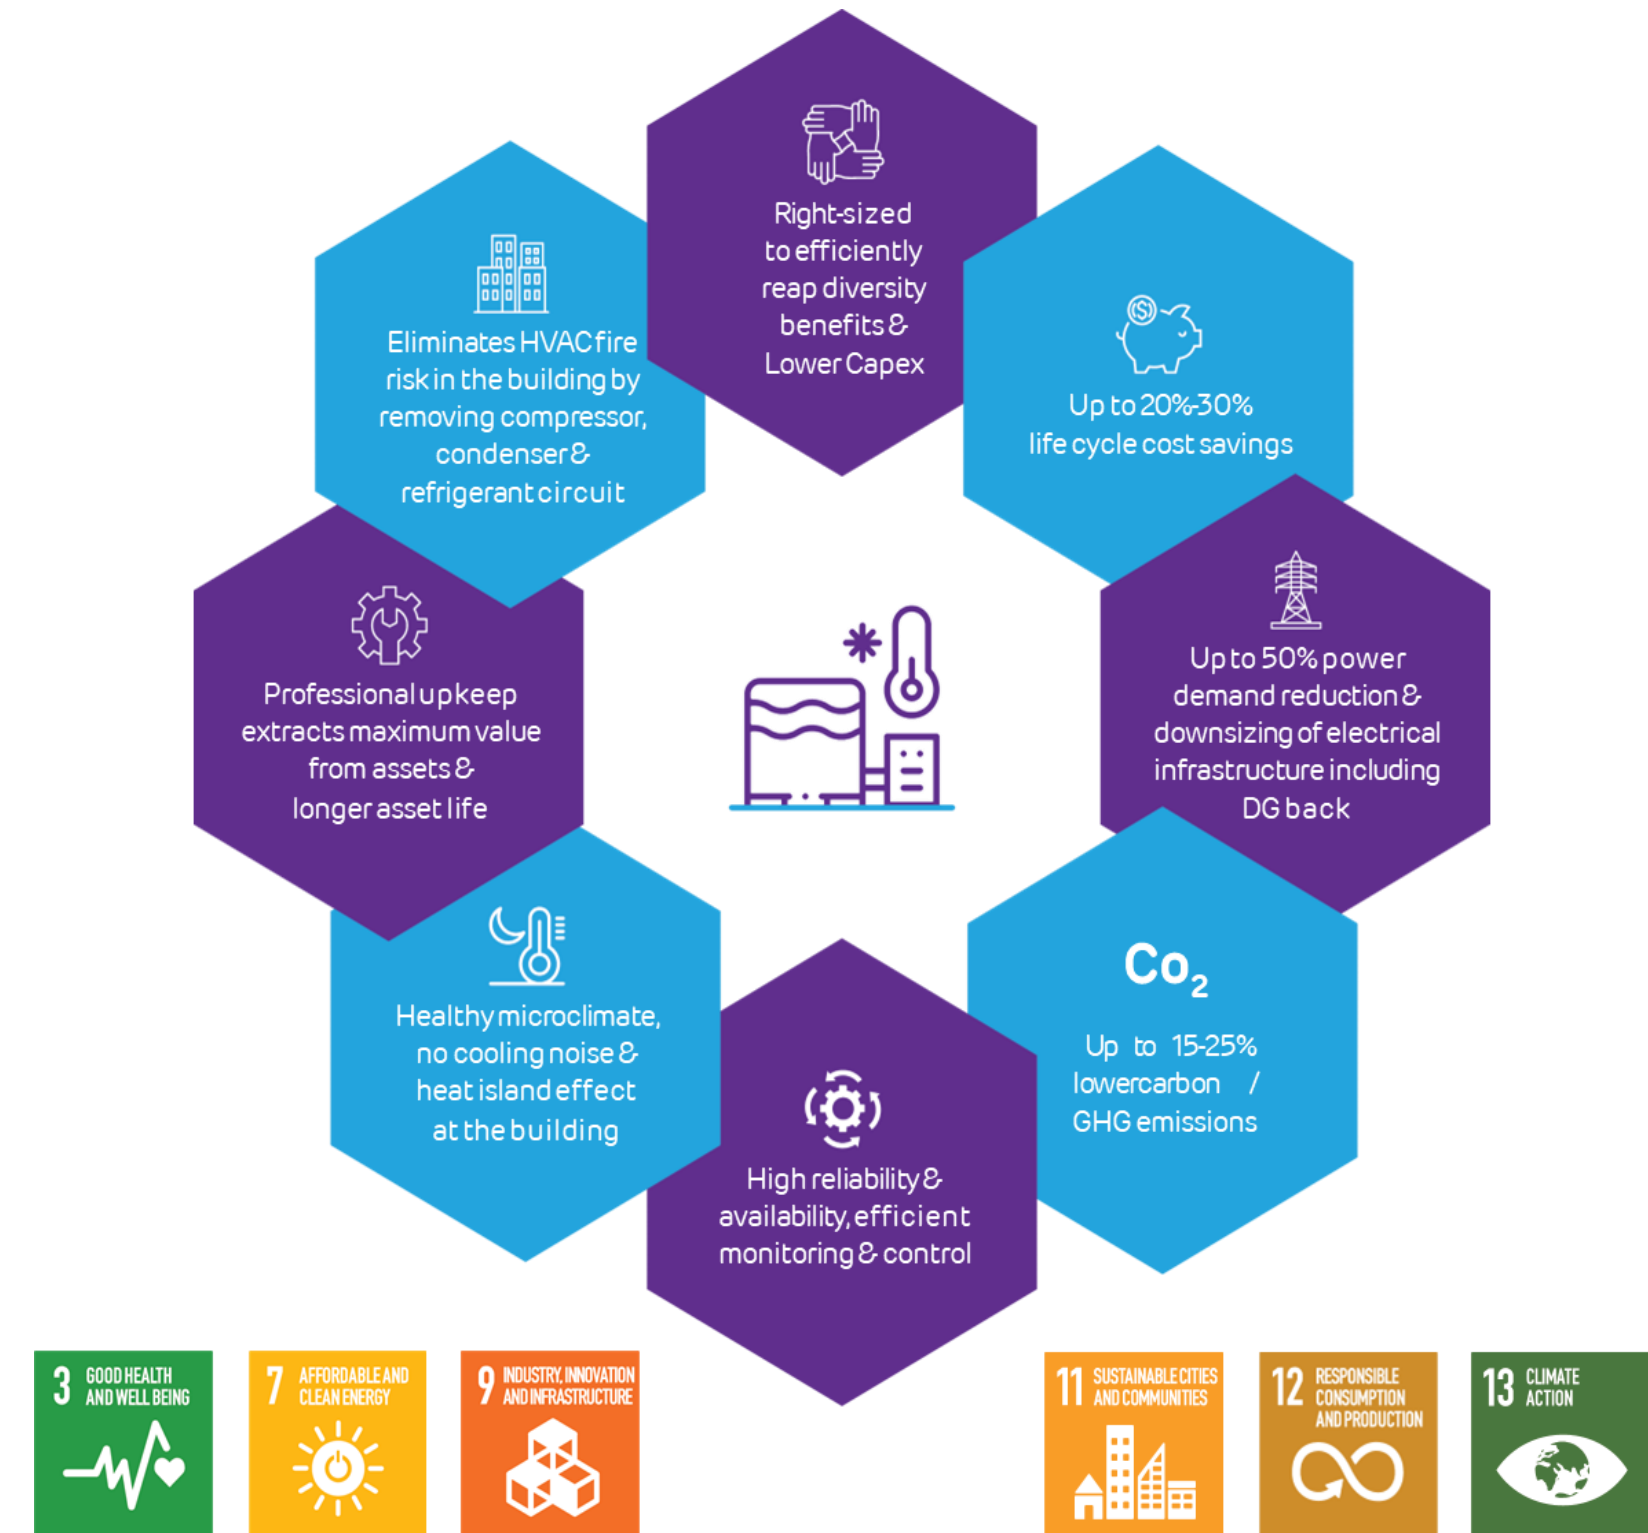 Right-sized
to efficiently
reap diversity
benefits &
Lower Capex
Up to 20%-30%
life cycle cost savings
Up to 50% power
demand reduction &
downsizing of electrical
infrastructure including
DG back
Co₂
Up to 15-25%
lowercarbon /
GHG emissions
High reliability &
availability, efficient
monitoring & control
Healthy microclimate,
no cooling noise &
heat island effect
at the building
Professional upkeep
extracts maximum value
from assets &
longer asset life
Eliminates HVAC fire
risk in the building by
removing compressor,
condenser &
refrigerant circuit
3 GOOD HEALTH
AND WELL BEING
7 AFFORDABLE AND
CLEAN ENERGY
9 INDUSTRY, INNOVATION
AND INFRASTRUCTURE
11 SUSTAINABLE CITIES
AND COMMUNITIES
12 RESPONSIBLE
CONSUMPTION
AND PRODUCTION
13 CLIMATE
ACTION